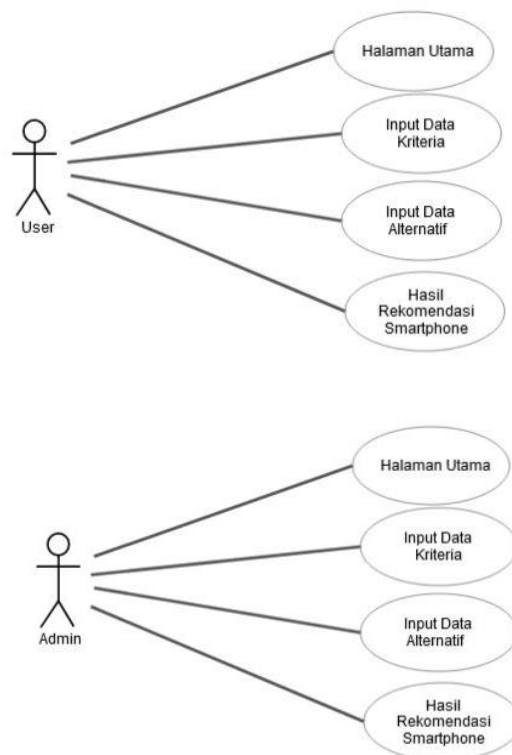 Halaman Utama
Input Data
Kriteria
User
Input Data
Alternatif
Hasil
Rekomendasi
Smartphone
Halaman Utama
Input Data
Kriteria
Admin
Input Data
Alternatif
Hasil
Rekomendasi
Smartphone